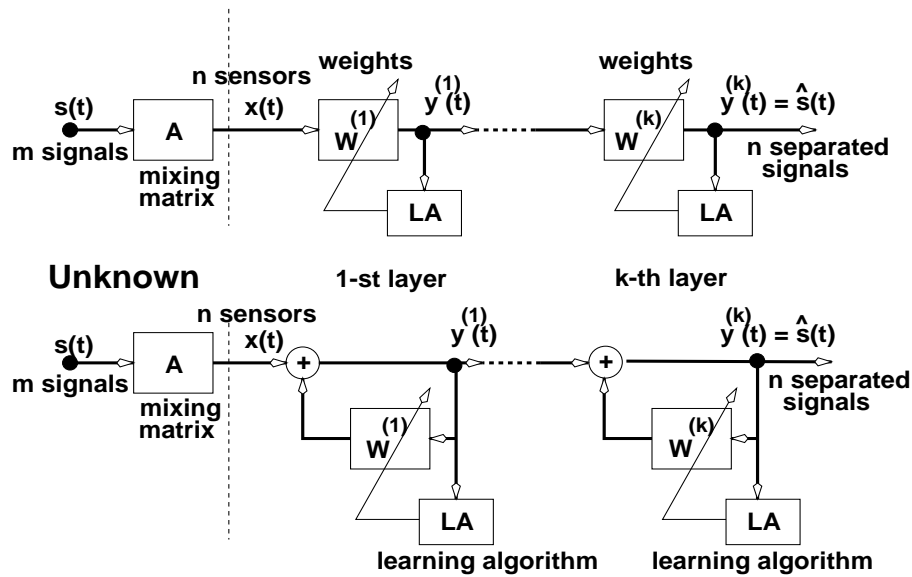 weights
weights
(1)
(k)
n sensors
y (t)
y (t) = ŝ(t)
s(t)
x(t)
A
W(1)
W(k)
m signals
n separated
signals
mixing
matrix
LA
LA
Unknown
1-st layer
k-th layer
n sensors
(1)
(k)
s(t)
x(t)
y (t)
y (t) = ŝ(t)
A
+
+
m signals
n separated
signals
mixing
matrix
W(1)
W(k)
LA
LA
learning algorithm
learning algorithm